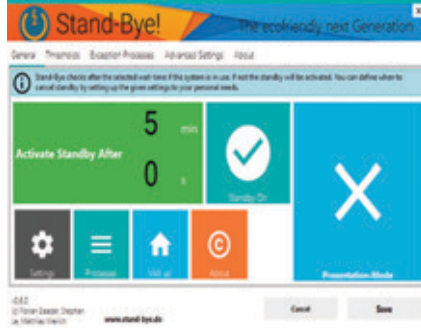 Stand-Bye!
The ecofriendly next Generation
General Thresholds Exception Processes Advanced Settings About
Stand-Bye checks after the selected wait time if the system is in use. If not the standby will be activated. You can define when to
cancel standby by setting up the given settings to your personal needs.
Activate Standby After
5 min
0 s
Standby On
Presentation Mode
Settings
Processes
Visit us!
About
www.stand-bye.de
Cancel
Save